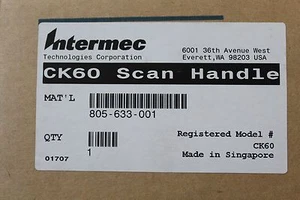 Intermec
Technologies Corporation
6001 36th Avenue West
Everett,WA 98203 USA
CK60 Scan Handle
MAT'L
805-633-001
QTY
1
Registered Model #
CK60
01707
Made in Singapore